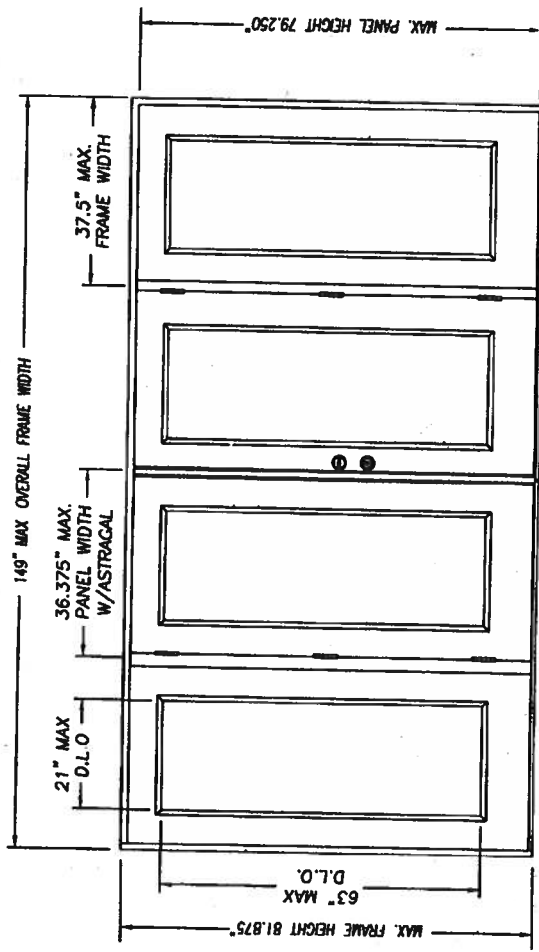 149" MAX OVERALL FRAME WIDTH
MAX. PANEL HEIGHT 79.250"
37.5" MAX.
FRAME WIDTH
36.375" MAX.
PANEL WIDTH
W/ASTRAGAL
21" MAX
D.L.O
63" MAX
D.L.O.
MAX. FRAME HEIGHT 81.875"